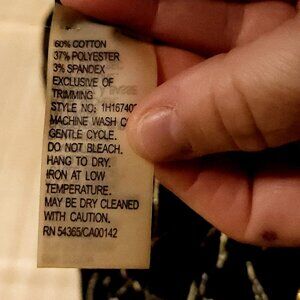 60% COTTON
37% POLYESTER
3% SPANDEX
EXCLUSIVE OF
TRIMMING
STYLE NO: 1H16740
MACHINE WASH C
GENTLE CYCLE.
DO NOT BLEACH.
HANG TO DRY.
IRON AT LOW
TEMPERATURE.
MAY BE DRY CLEANED
WITH CAUTION.
RN 54365/CA00142